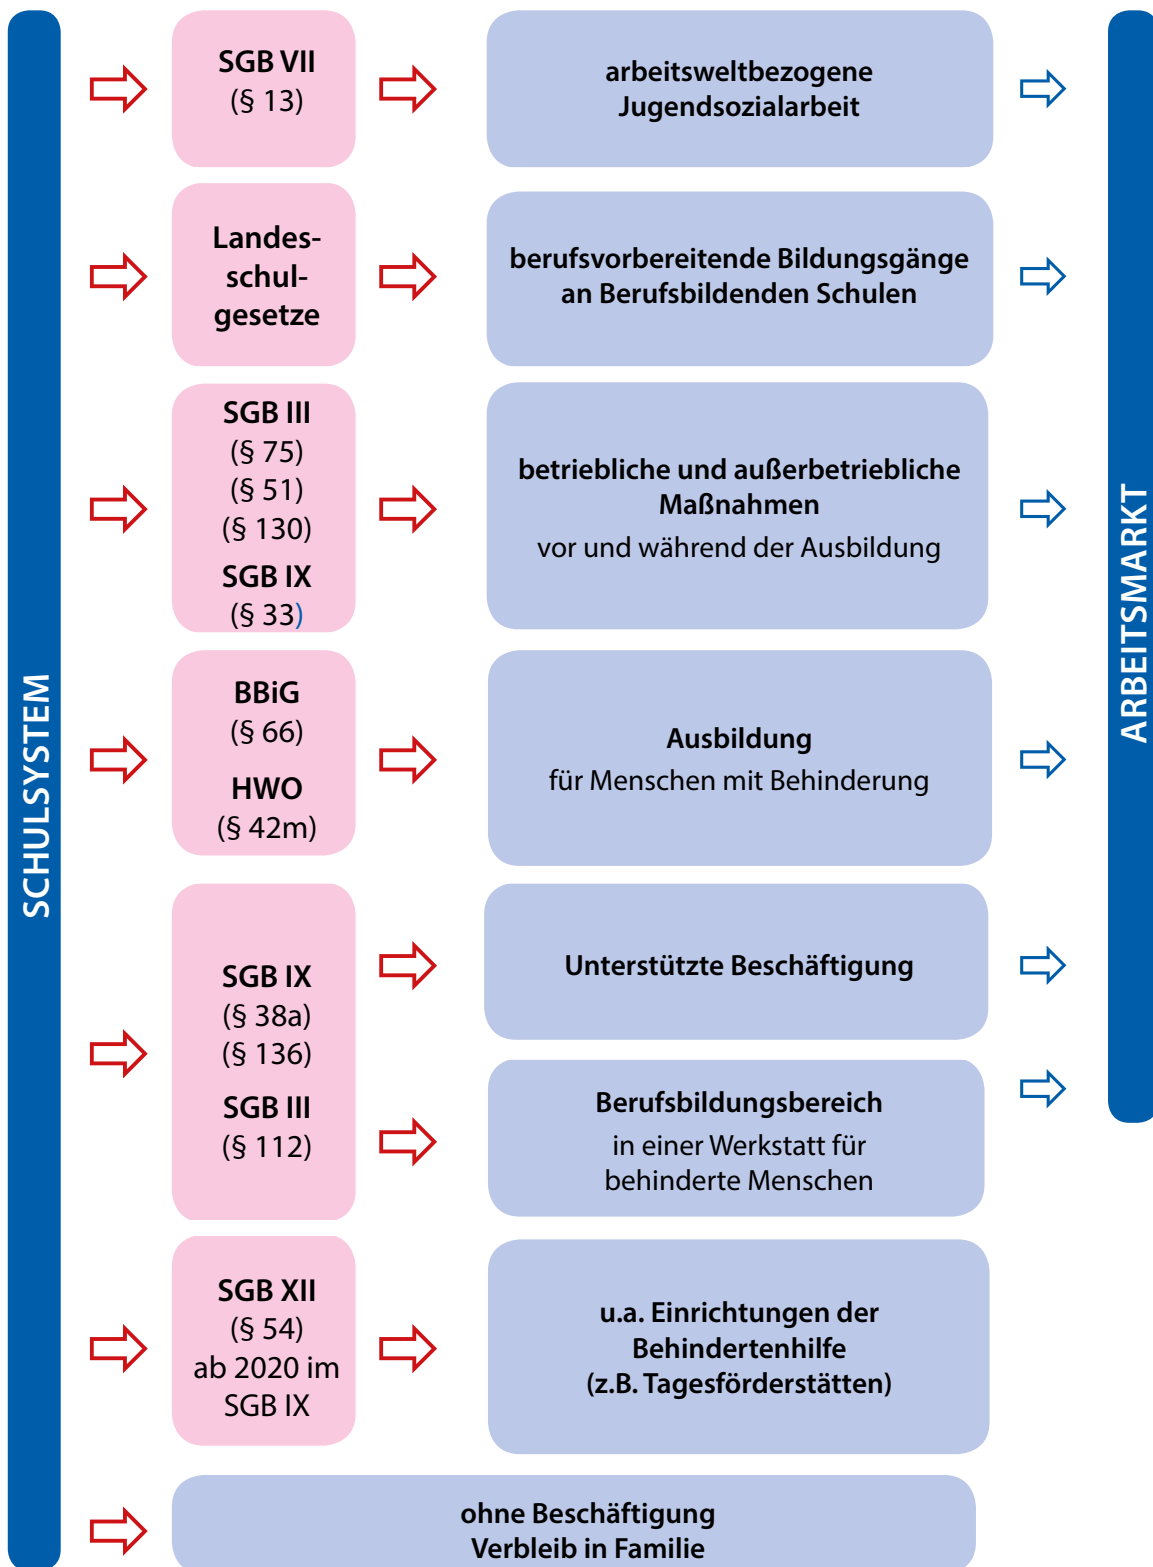 SCHULSYSTEM
SGB VII
(§ 13)
arbeitsweltbezogene
Jugendsozialarbeit
Landes-
schul-
gesetze
berufsvorbereitende Bildungsgänge
an Berufsbildenden Schulen
SGB III
(§ 75)
(§ 51)
(§ 130)
SGB IX
(§ 33)
betriebliche und außerbetriebliche
Maßnahmen
vor und während der Ausbildung
BBiG
(§ 66)
HWO
(§ 42m)
Ausbildung
für Menschen mit Behinderung
SGB IX
(§ 38a)
(§ 136)
SGB III
(§ 112)
Unterstützte Beschäftigung
Berufsbildungsbereich
in einer Werkstatt für
behinderte Menschen
SGB XII
(§ 54)
ab 2020 im
SGB IX
u.a. Einrichtungen der
Behindertenhilfe
(z.B. Tagesförderstätten)
ohne Beschäftigung
Verbleib in Familie
ARBEITSMARKT